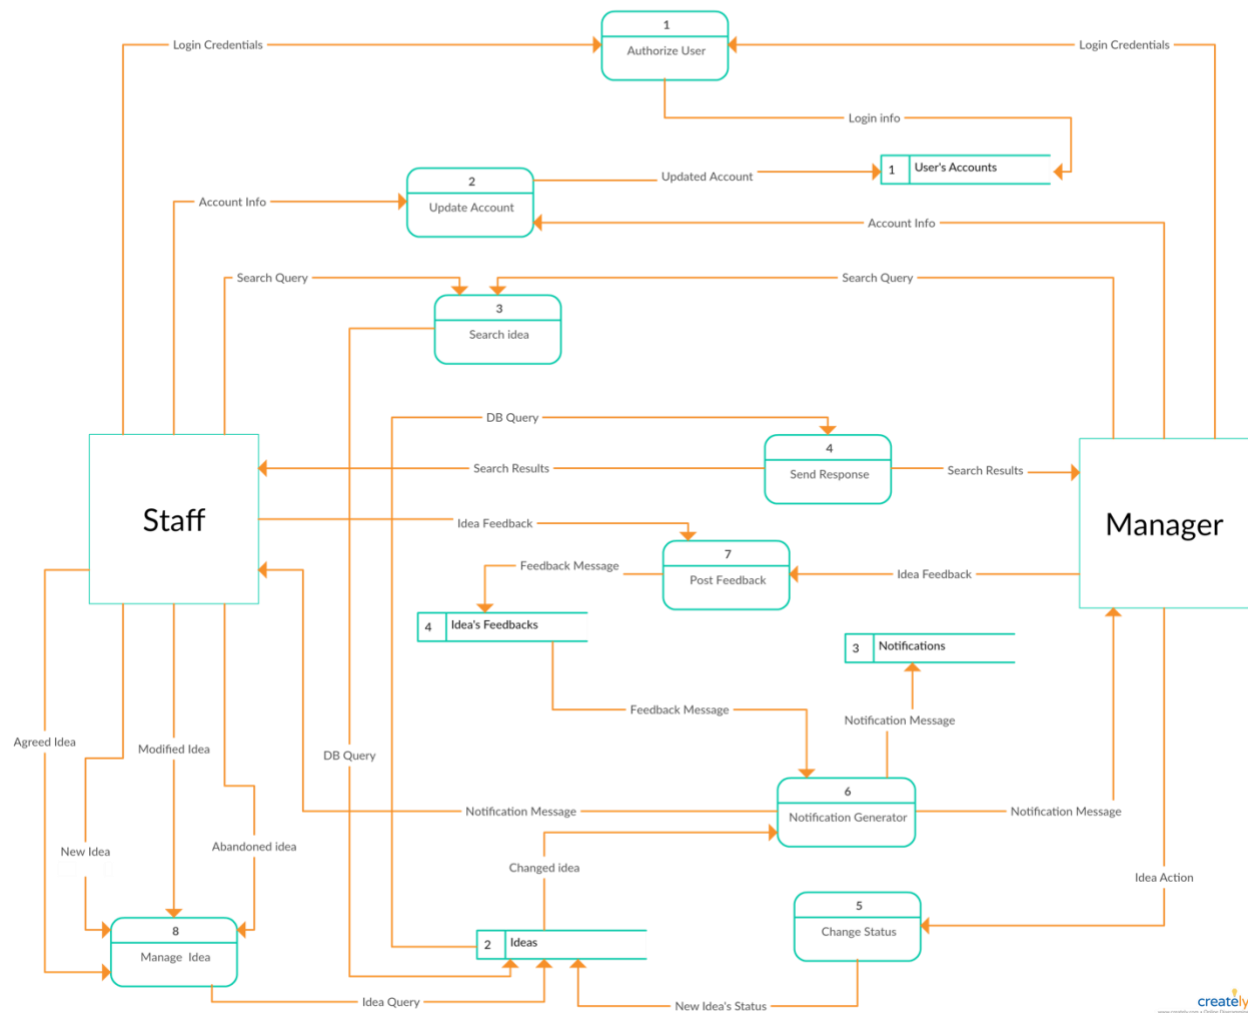 1
Authorize User
Login Credentials
Login Credentials
Login info
1
User's Accounts
2
Update Account
Updated Account
Account Info
Account Info
Search Query
Search Query
3
Search idea
DB Query
4
Send Response
Search Results
Search Results
Staff
Manager
Idea Feedback
7
Post Feedback
Feedback Message
Idea Feedback
4
Idea's Feedbacks
3
Notifications
Feedback Message
Notification Message
Agreed Idea
Modified Idea
DB Query
6
Notification Generator
Notification Message
Notification Message
New Idea
Abandoned idea
Changed idea
Idea Action
5
Change Status
8
Manage Idea
2
Ideas
Idea Query
New Idea's Status
creately